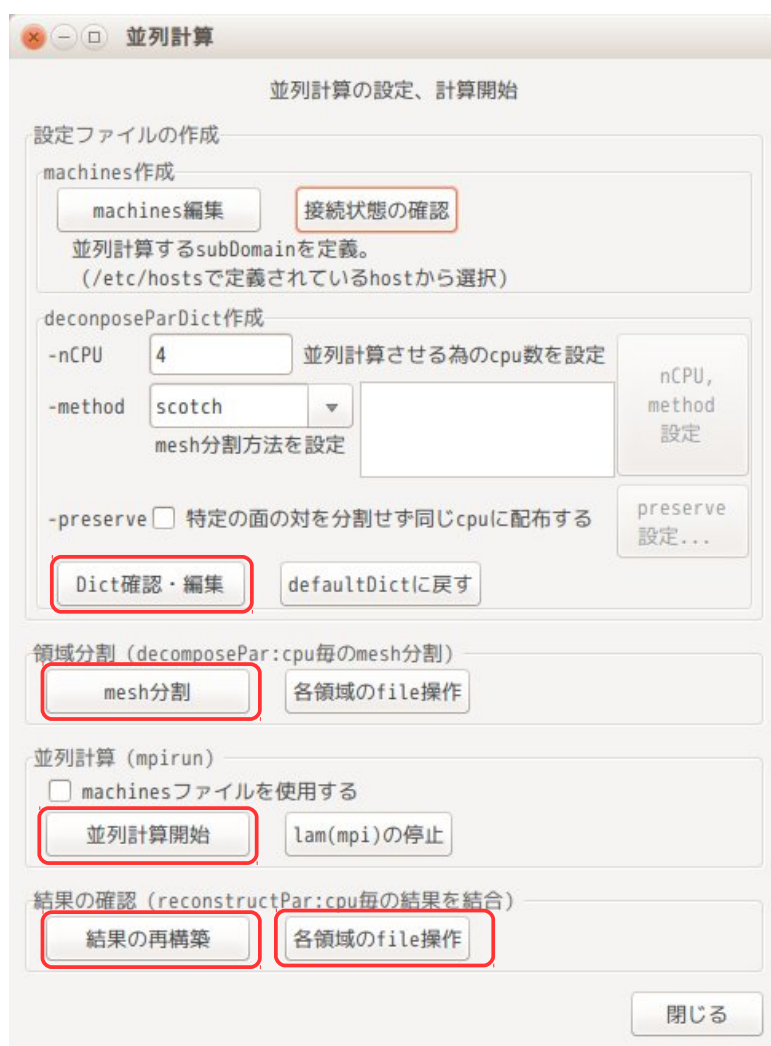 並列計算
並列計算の設定、計算開始
設定ファイルの作成
machines作成
machines編集 接続状態の確認
並列計算するsubDomainを定義。
(/etc/hostsで定義されているhostから選択)
deconposeParDict作成
-nCPU 4 並列計算させる為のcpu数を設定
nCPU,
method
設定
-method scotch
mesh分割方法を設定
-preserve 特定の面の対を分割せず同じcpuに配布する
preserve
設定...
Dict確認・編集 defaultDictに戻す
領域分割 (decomposePar:cpu毎のmesh分割)
mesh分割 各領域のfile操作
並列計算 (mpirun)
machinesファイルを使用する
並列計算開始 lam(mpi)の停止
結果の確認 (reconstructPar:cpu毎の結果を結合)
結果の再構築 各領域のfile操作
閉じる